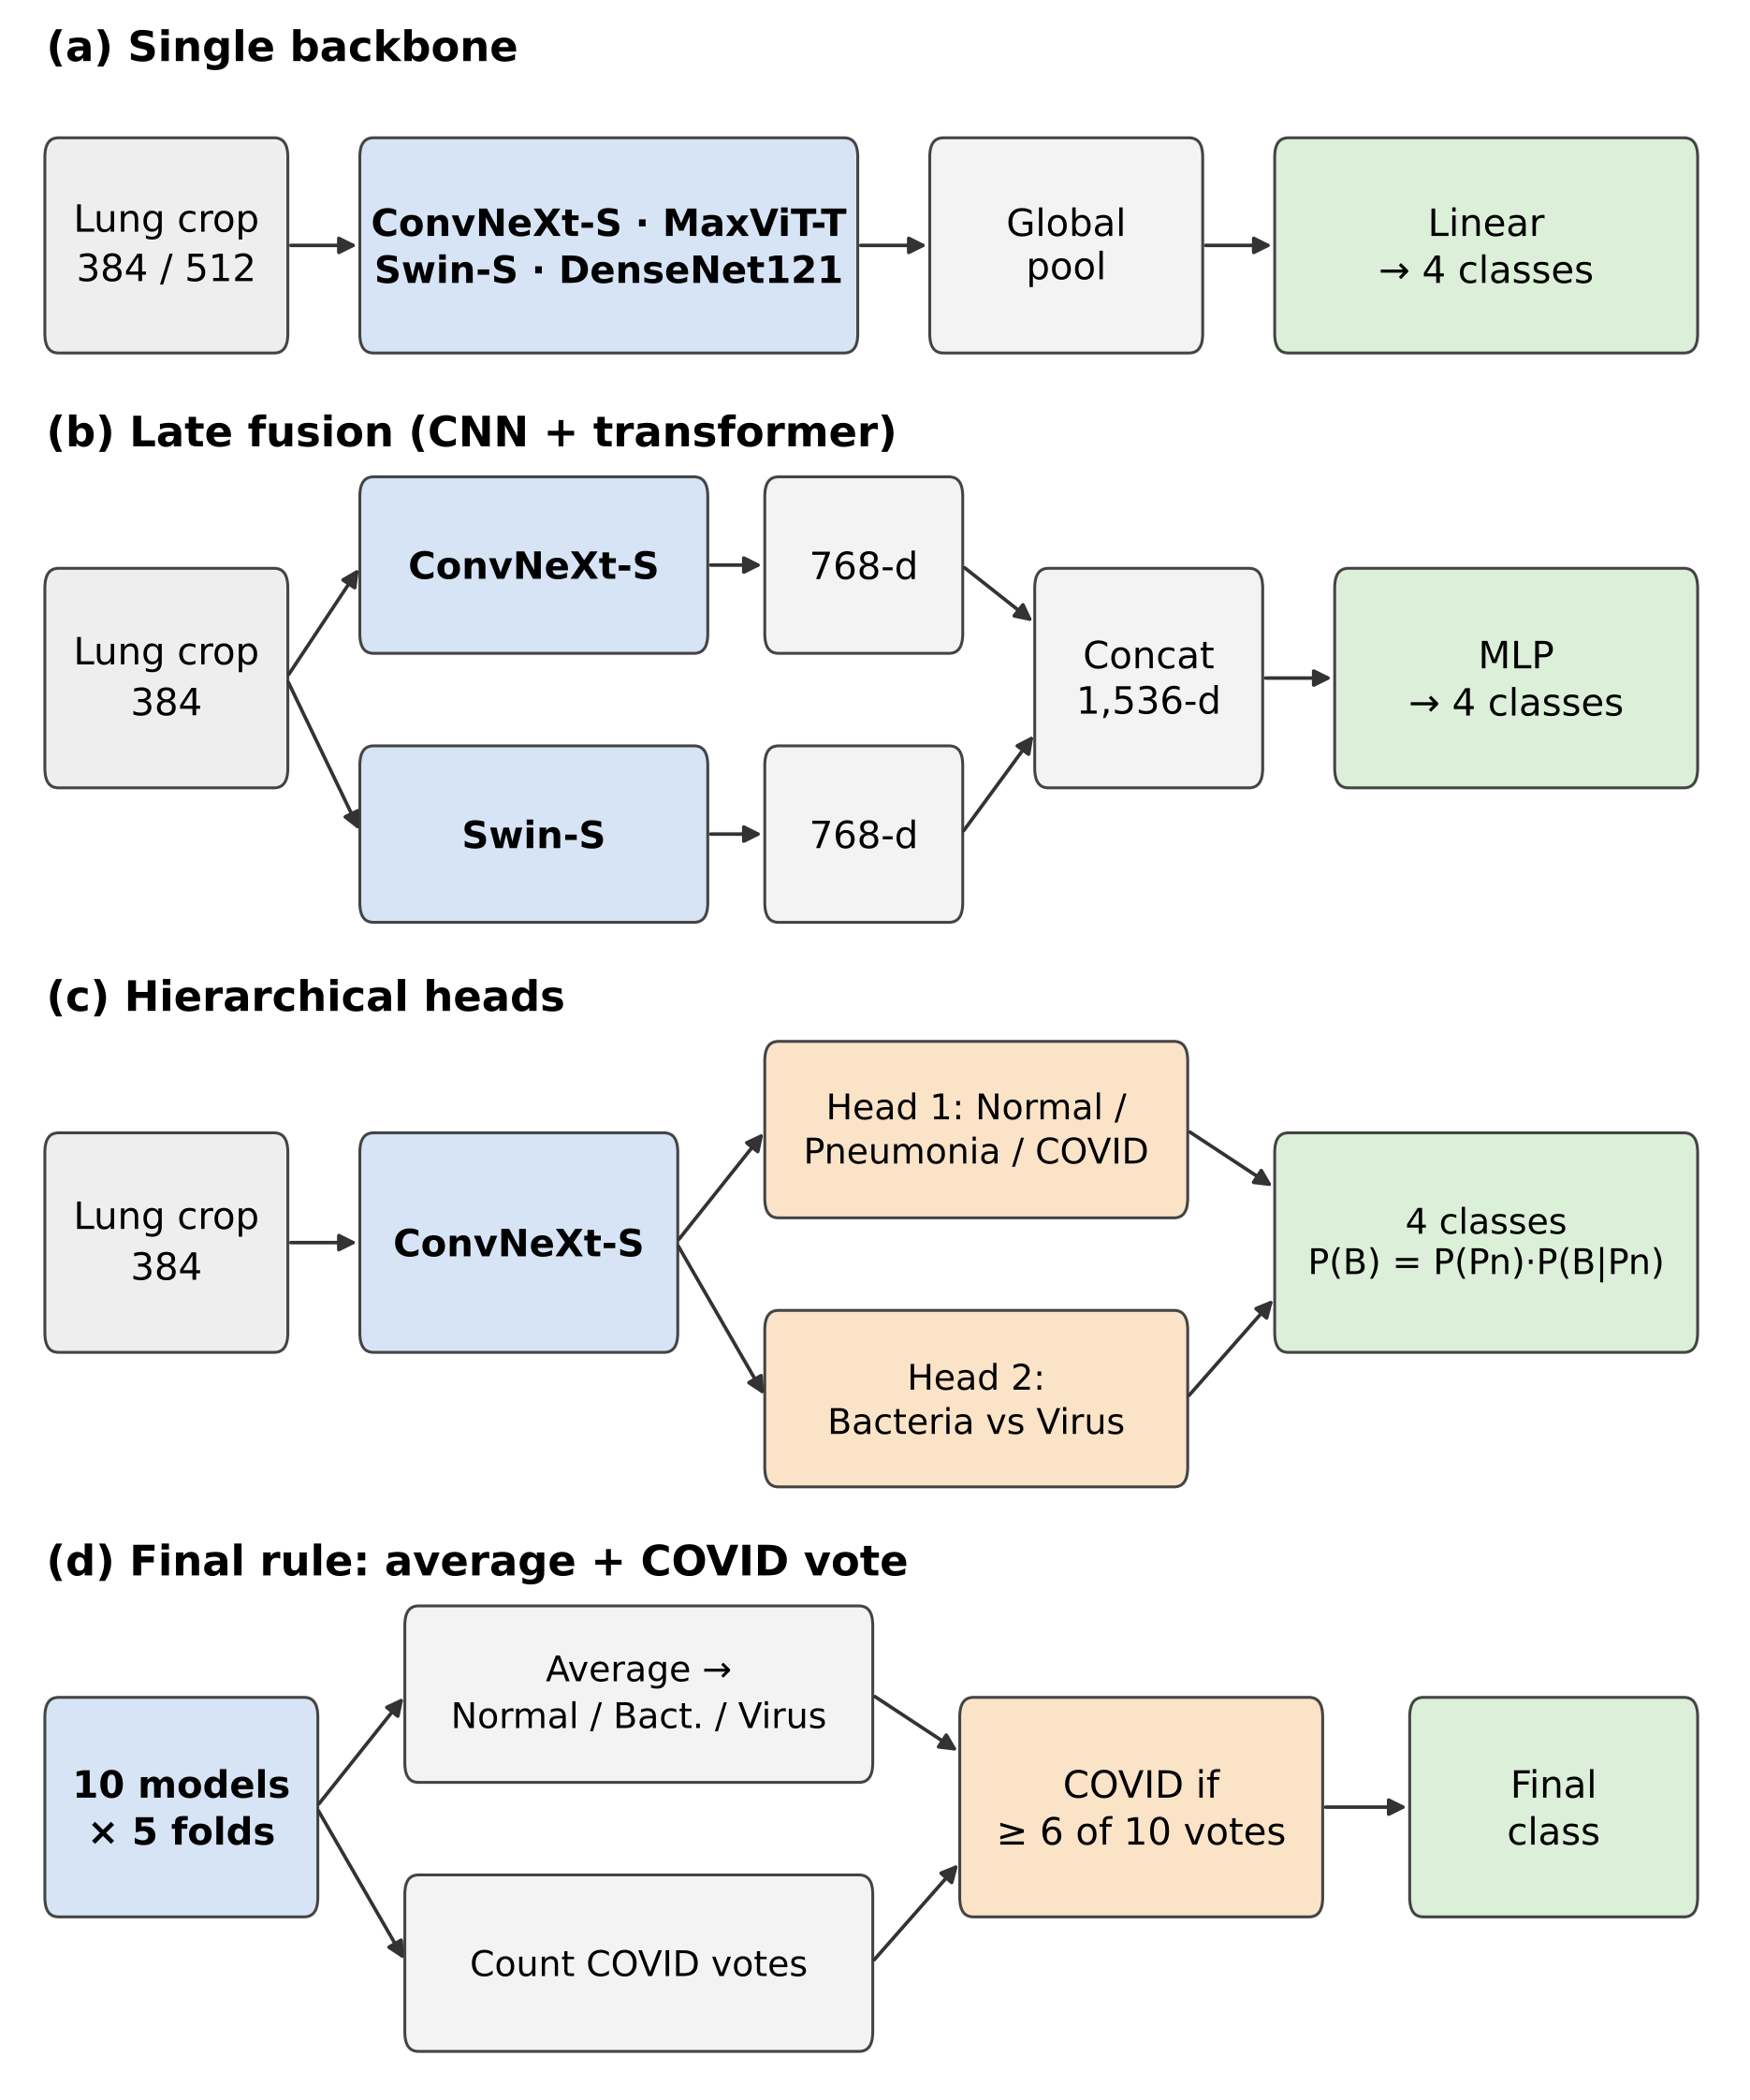 (a) Single backbone
Lung crop
384 / 512
ConvNeXt-S · MaxViT-T
Swin-S · DenseNet121
Global
pool
Linear
→ 4 classes
(b) Late fusion (CNN + transformer)
Lung crop
384
ConvNeXt-S
768-d
Swin-S
768-d
Concat
1,536-d
MLP
→ 4 classes
(c) Hierarchical heads
Lung crop
384
ConvNeXt-S
Head 1: Normal /
Pneumonia / COVID
Head 2:
Bacteria vs Virus
4 classes
P(B) = P(Pn)·P(B|Pn)
(d) Final rule: average + COVID vote
10 models
× 5 folds
Average →
Normal / Bact. / Virus
Count COVID votes
COVID if
≥ 6 of 10 votes
Final
class